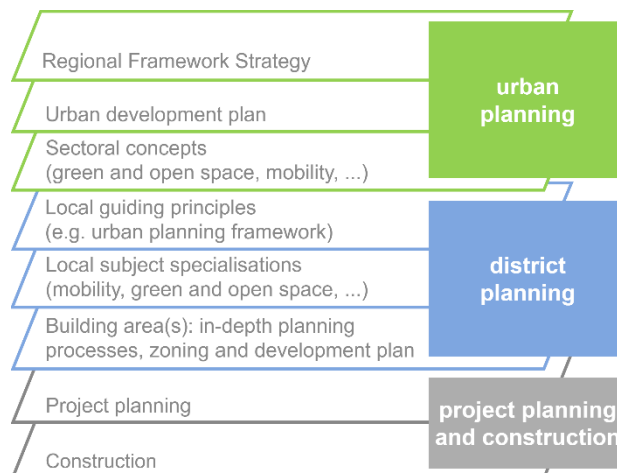 Regional Framework Strategy
Urban development plan
Sectoral concepts
(green and open space, mobility, ...)
urban
planning
Local guiding principles
(e.g. urban planning framework)
Local subject specialisations
(mobility, green and open space, ...)
Building area(s): in-depth planning
processes, zoning and development plan
district
planning
Project planning
Construction
project planning
and construction